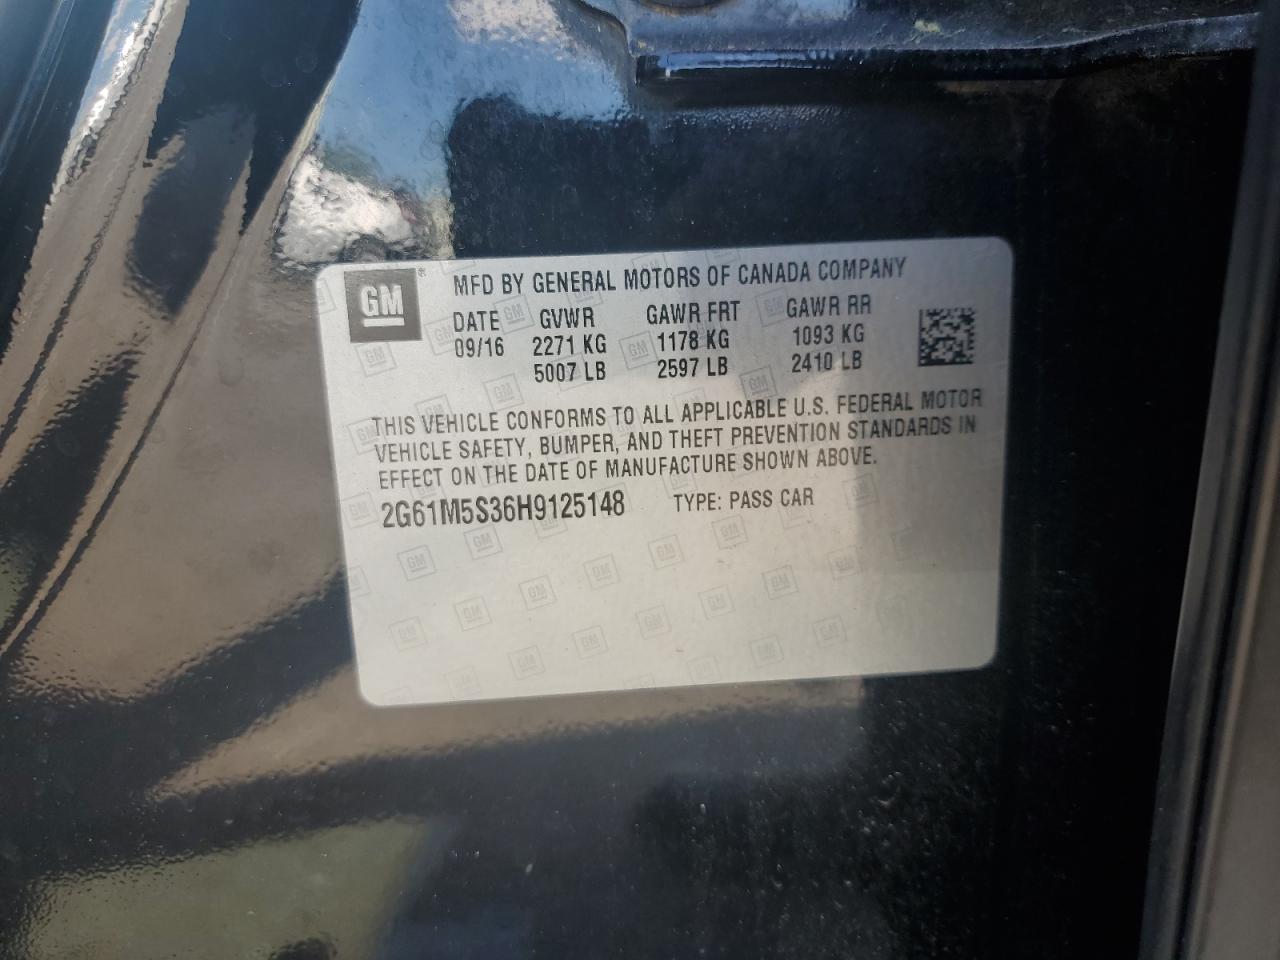 GM ®
MFD BY GENERAL MOTORS OF CANADA COMPANY
DATE GVWR GAWR FRT GAWR RR
09/16 2271 KG 1178 KG 1093 KG
5007 LB 2597 LB 2410 LB
THIS VEHICLE CONFORMS TO ALL APPLICABLE U.S. FEDERAL MOTOR
VEHICLE SAFETY, BUMPER, AND THEFT PREVENTION STANDARDS IN
EFFECT ON THE DATE OF MANUFACTURE SHOWN ABOVE.
2G61M5S36H9125148 TYPE: PASS CAR